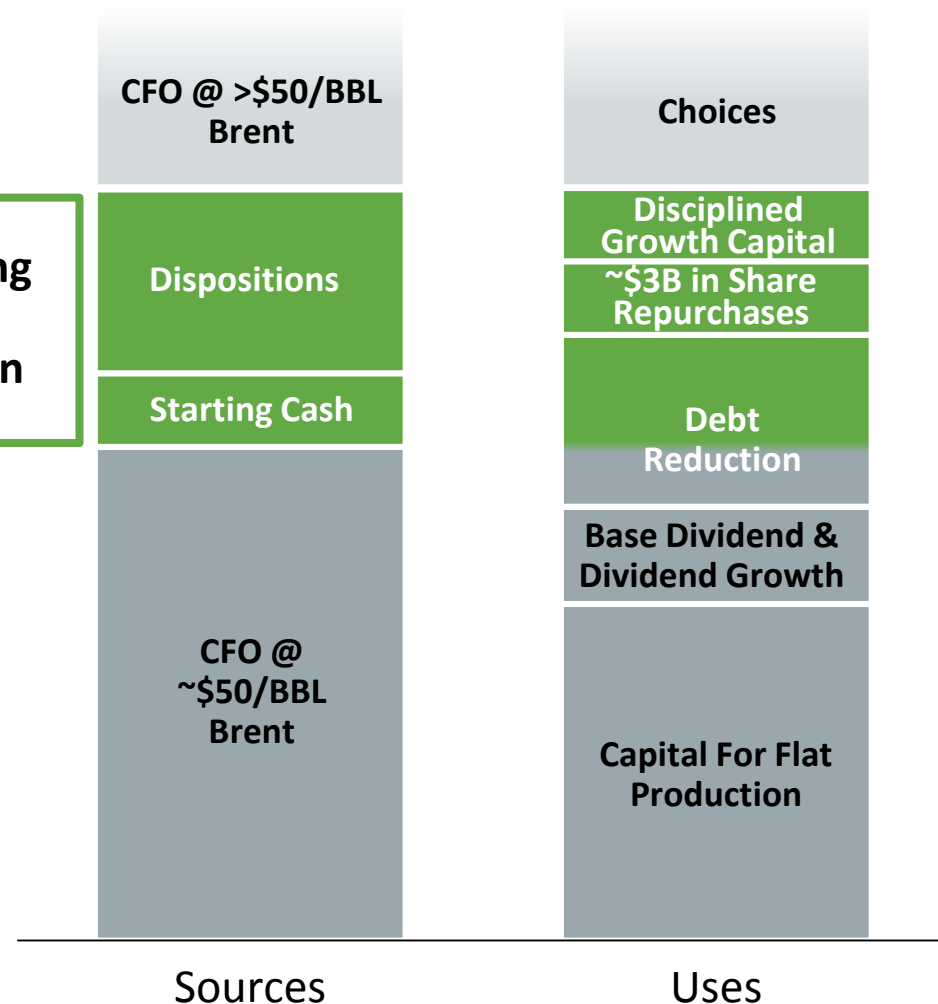 CFO @ >$50/BBL
Brent
Dispositions
Starting Cash
CFO @
~$50/BBL
Brent
Sources
Choices
Disciplined
Growth Capital
~$3B in Share
Repurchases
Debt
Reduction
Base Dividend &
Dividend Growth
Capital For Flat
Production
Uses